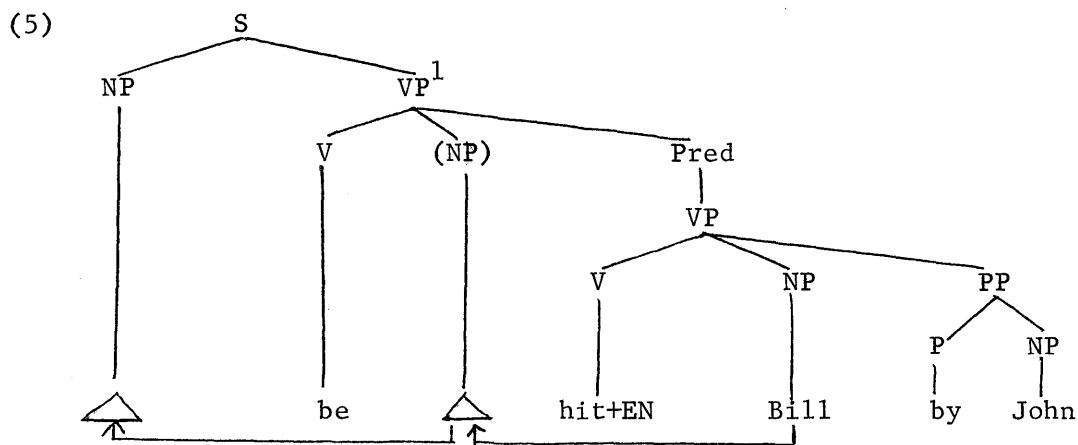 (5) S
NP VP1
V (NP) Pred
VP
V NP PP
P NP
be hit+EN Bill by John